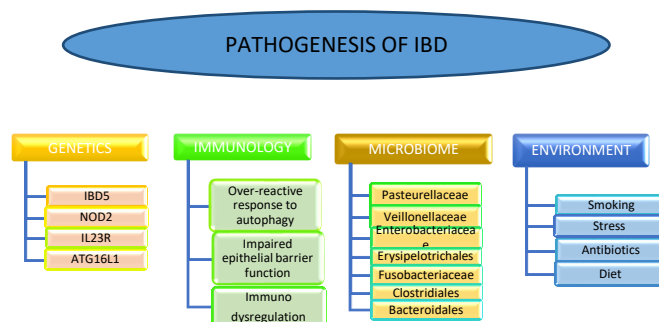 PATHOGENESIS OF IBD
GENETICS
IBD5
NOD2
IL23R
ATG16L1
IMMUNOLOGY
Over-reactive
response to
autophagy
Impaired
epithelial barrier
function
Immuno
dysregulation
MICROBIOME
Pasteurellaceae
Veillonellaceae
Enterobacteriacea
e
Erysipelotrichales
Fusobacteriaceae
Clostridiales
Bacteroidales
ENVIRONMENT
Smoking
Stress
Antibiotics
Diet